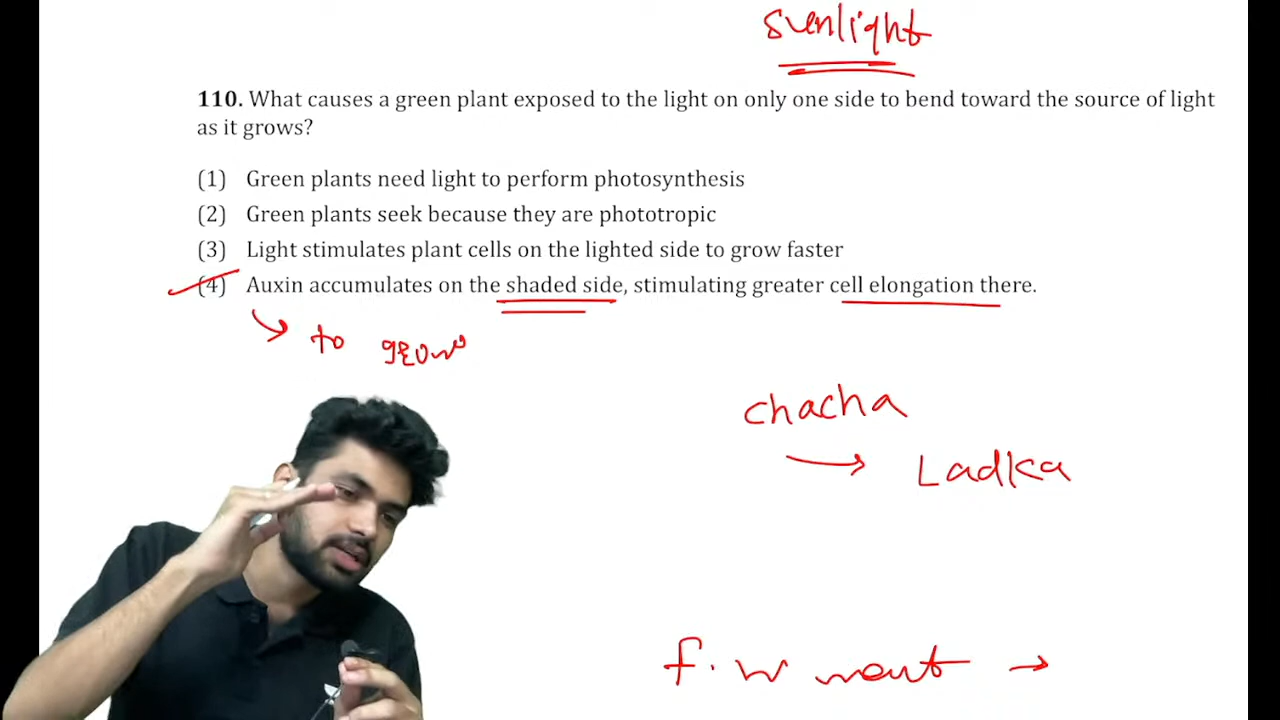 sunlight
110. What causes a green plant exposed to the light on only one side to bend toward the source of light
as it grows?
(1) Green plants need light to perform photosynthesis
(2) Green plants seek because they are phototropic
(3) Light stimulates plant cells on the lighted side to grow faster
(4) Auxin accumulates on the shaded side, stimulating greater cell elongation there.
to grow
chacha
→ Ladka
f. w →